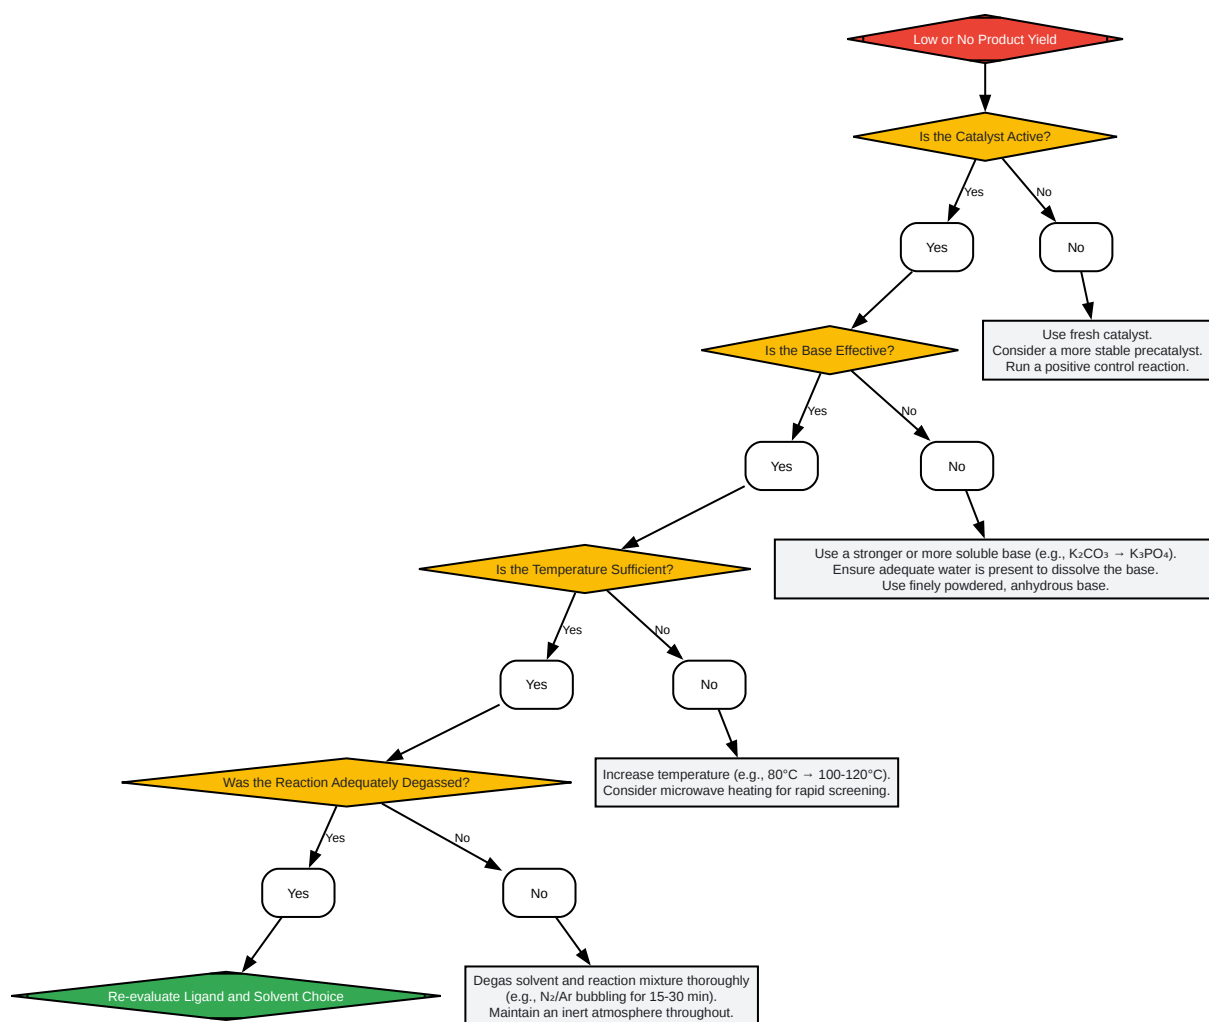 Low or No Product Yield
Is the Catalyst Active?
Yes
No
Yes
No
Use fresh catalyst.
Consider a more stable precatalyst.
Run a positive control reaction.
Is the Base Effective?
Yes
No
Yes
No
Use a stronger or more soluble base (e.g., K₂CO₃ → K₃PO₄).
Ensure adequate water is present to dissolve the base.
Use finely powdered, anhydrous base.
Is the Temperature Sufficient?
Yes
No
Yes
No
Increase temperature (e.g., 80°C → 100-120°C).
Consider microwave heating for rapid screening.
Was the Reaction Adequately Degassed?
Yes
No
Yes
No
Re-evaluate Ligand and Solvent Choice
Degas solvent and reaction mixture thoroughly
(e.g., N₂/Ar bubbling for 15-30 min).
Maintain an inert atmosphere throughout.